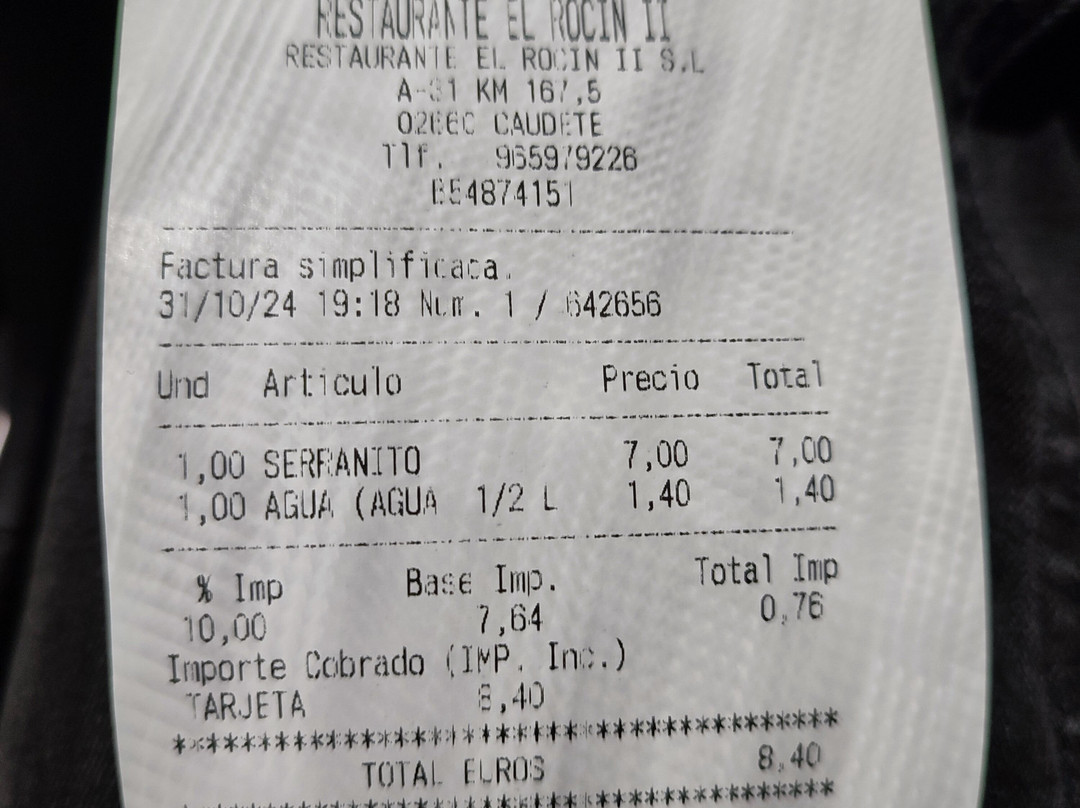 RESTAURANTE EL ROCIN II
RESTAURANTE EL ROCIN II S.L
A-31 KM 167,5
02660 CAUDETE
Tlf. 965979226
B54874151
Factura simplificada.
31/10/24 19:18 Num. 1 / 642656
Und Articulo Precio Total
1,00 SERRANITO 7,00 7,00
1,00 AGUA (AGUA 1/2 L 1,40 1,40
% Imp Base Imp. Total Imp
10,00 7,64 0,76
Importe Cobrado (IMP. Inc.)
TARJETA 8,40
***************************************
TOTAL EUROS 8,40
***************************************